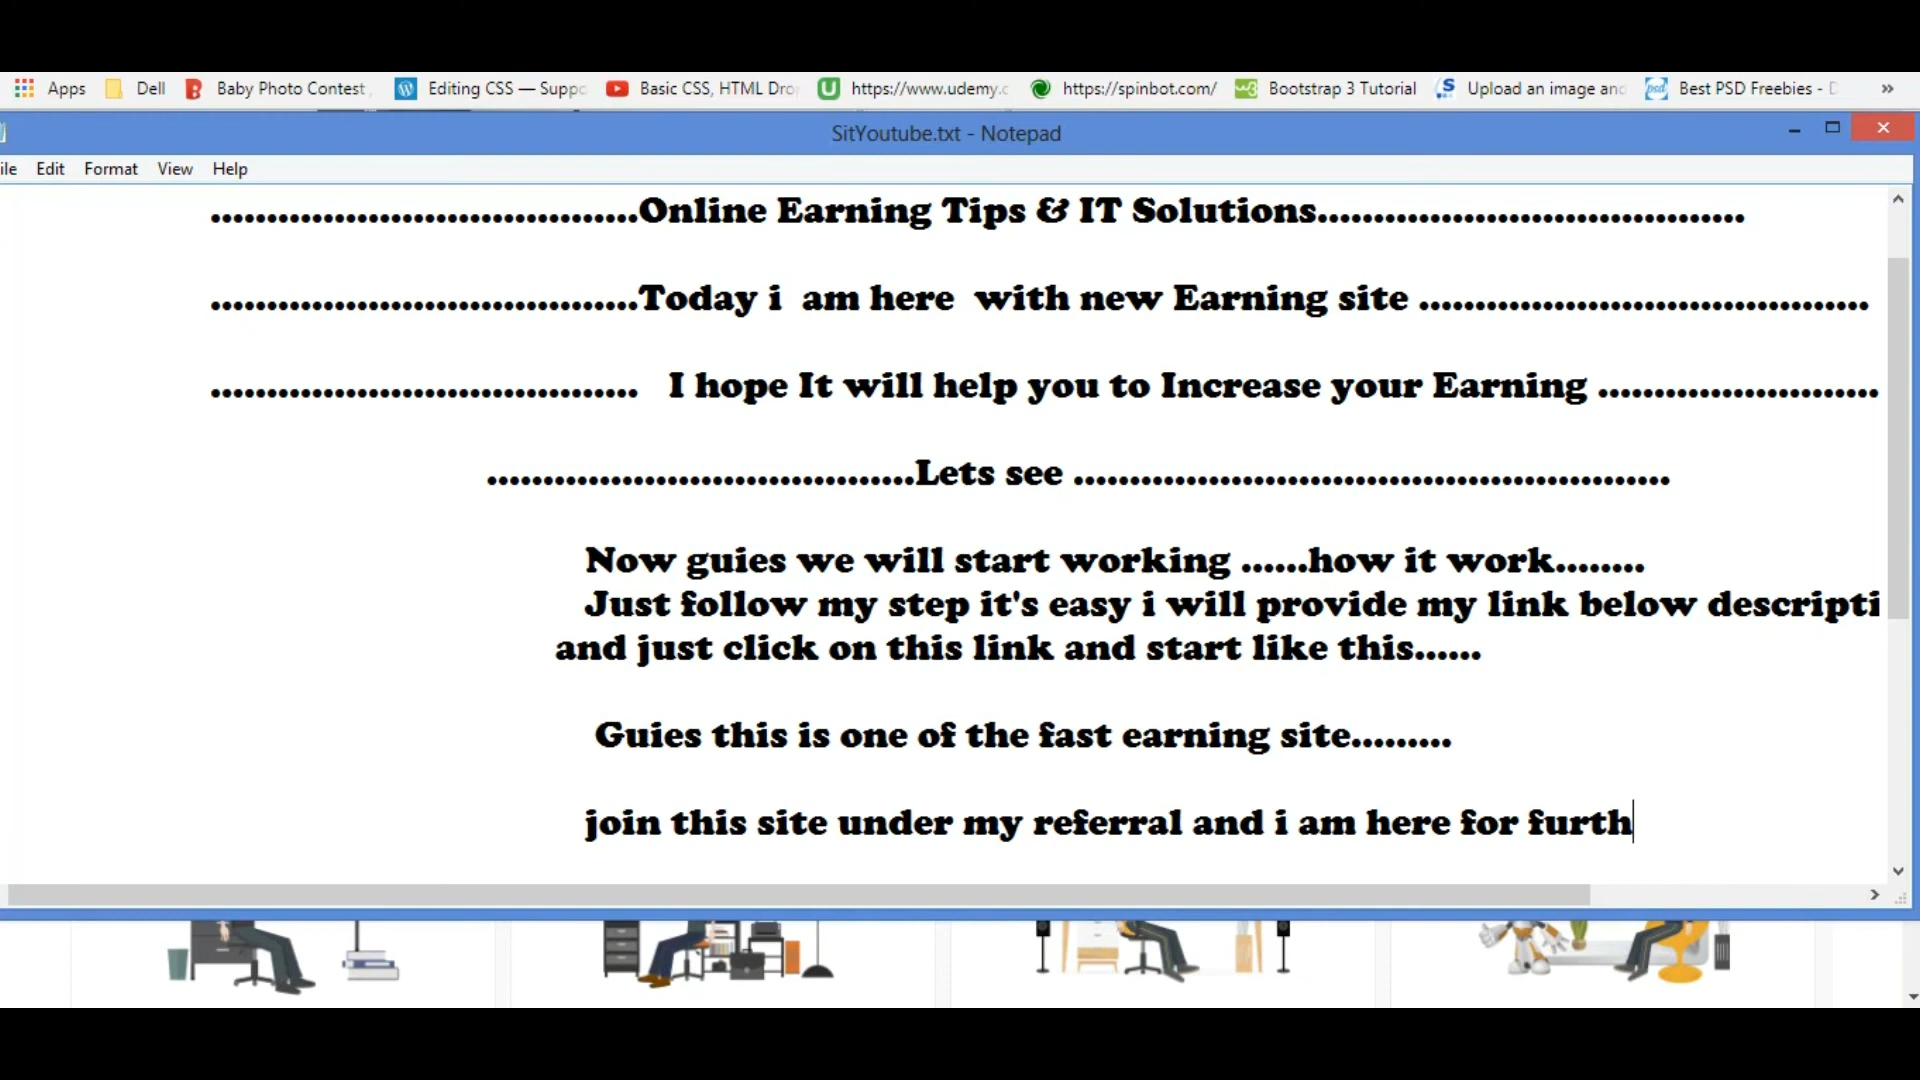 Apps Dell Baby Photo Contest Editing CSS — Suppo Basic CSS, HTML Dro https://www.udemy.c https://spinbot.com/ Bootstrap 3 Tutorial Upload an image and Best PSD Freebies - D »
SitYoutube.txt - Notepad
ile Edit Format View Help
......................................Online Earning Tips & IT Solutions......................................
......................................Today i am here with new Earning site ........................................
...................................... I hope It will help you to Increase your Earning .........................
......................................Lets see .....................................................
Now guies we will start working ......how it work........
Just follow my step it's easy i will provide my link below descripti
and just click on this link and start like this......
Guies this is one of the fast earning site.........
join this site under my referral and i am here for furth